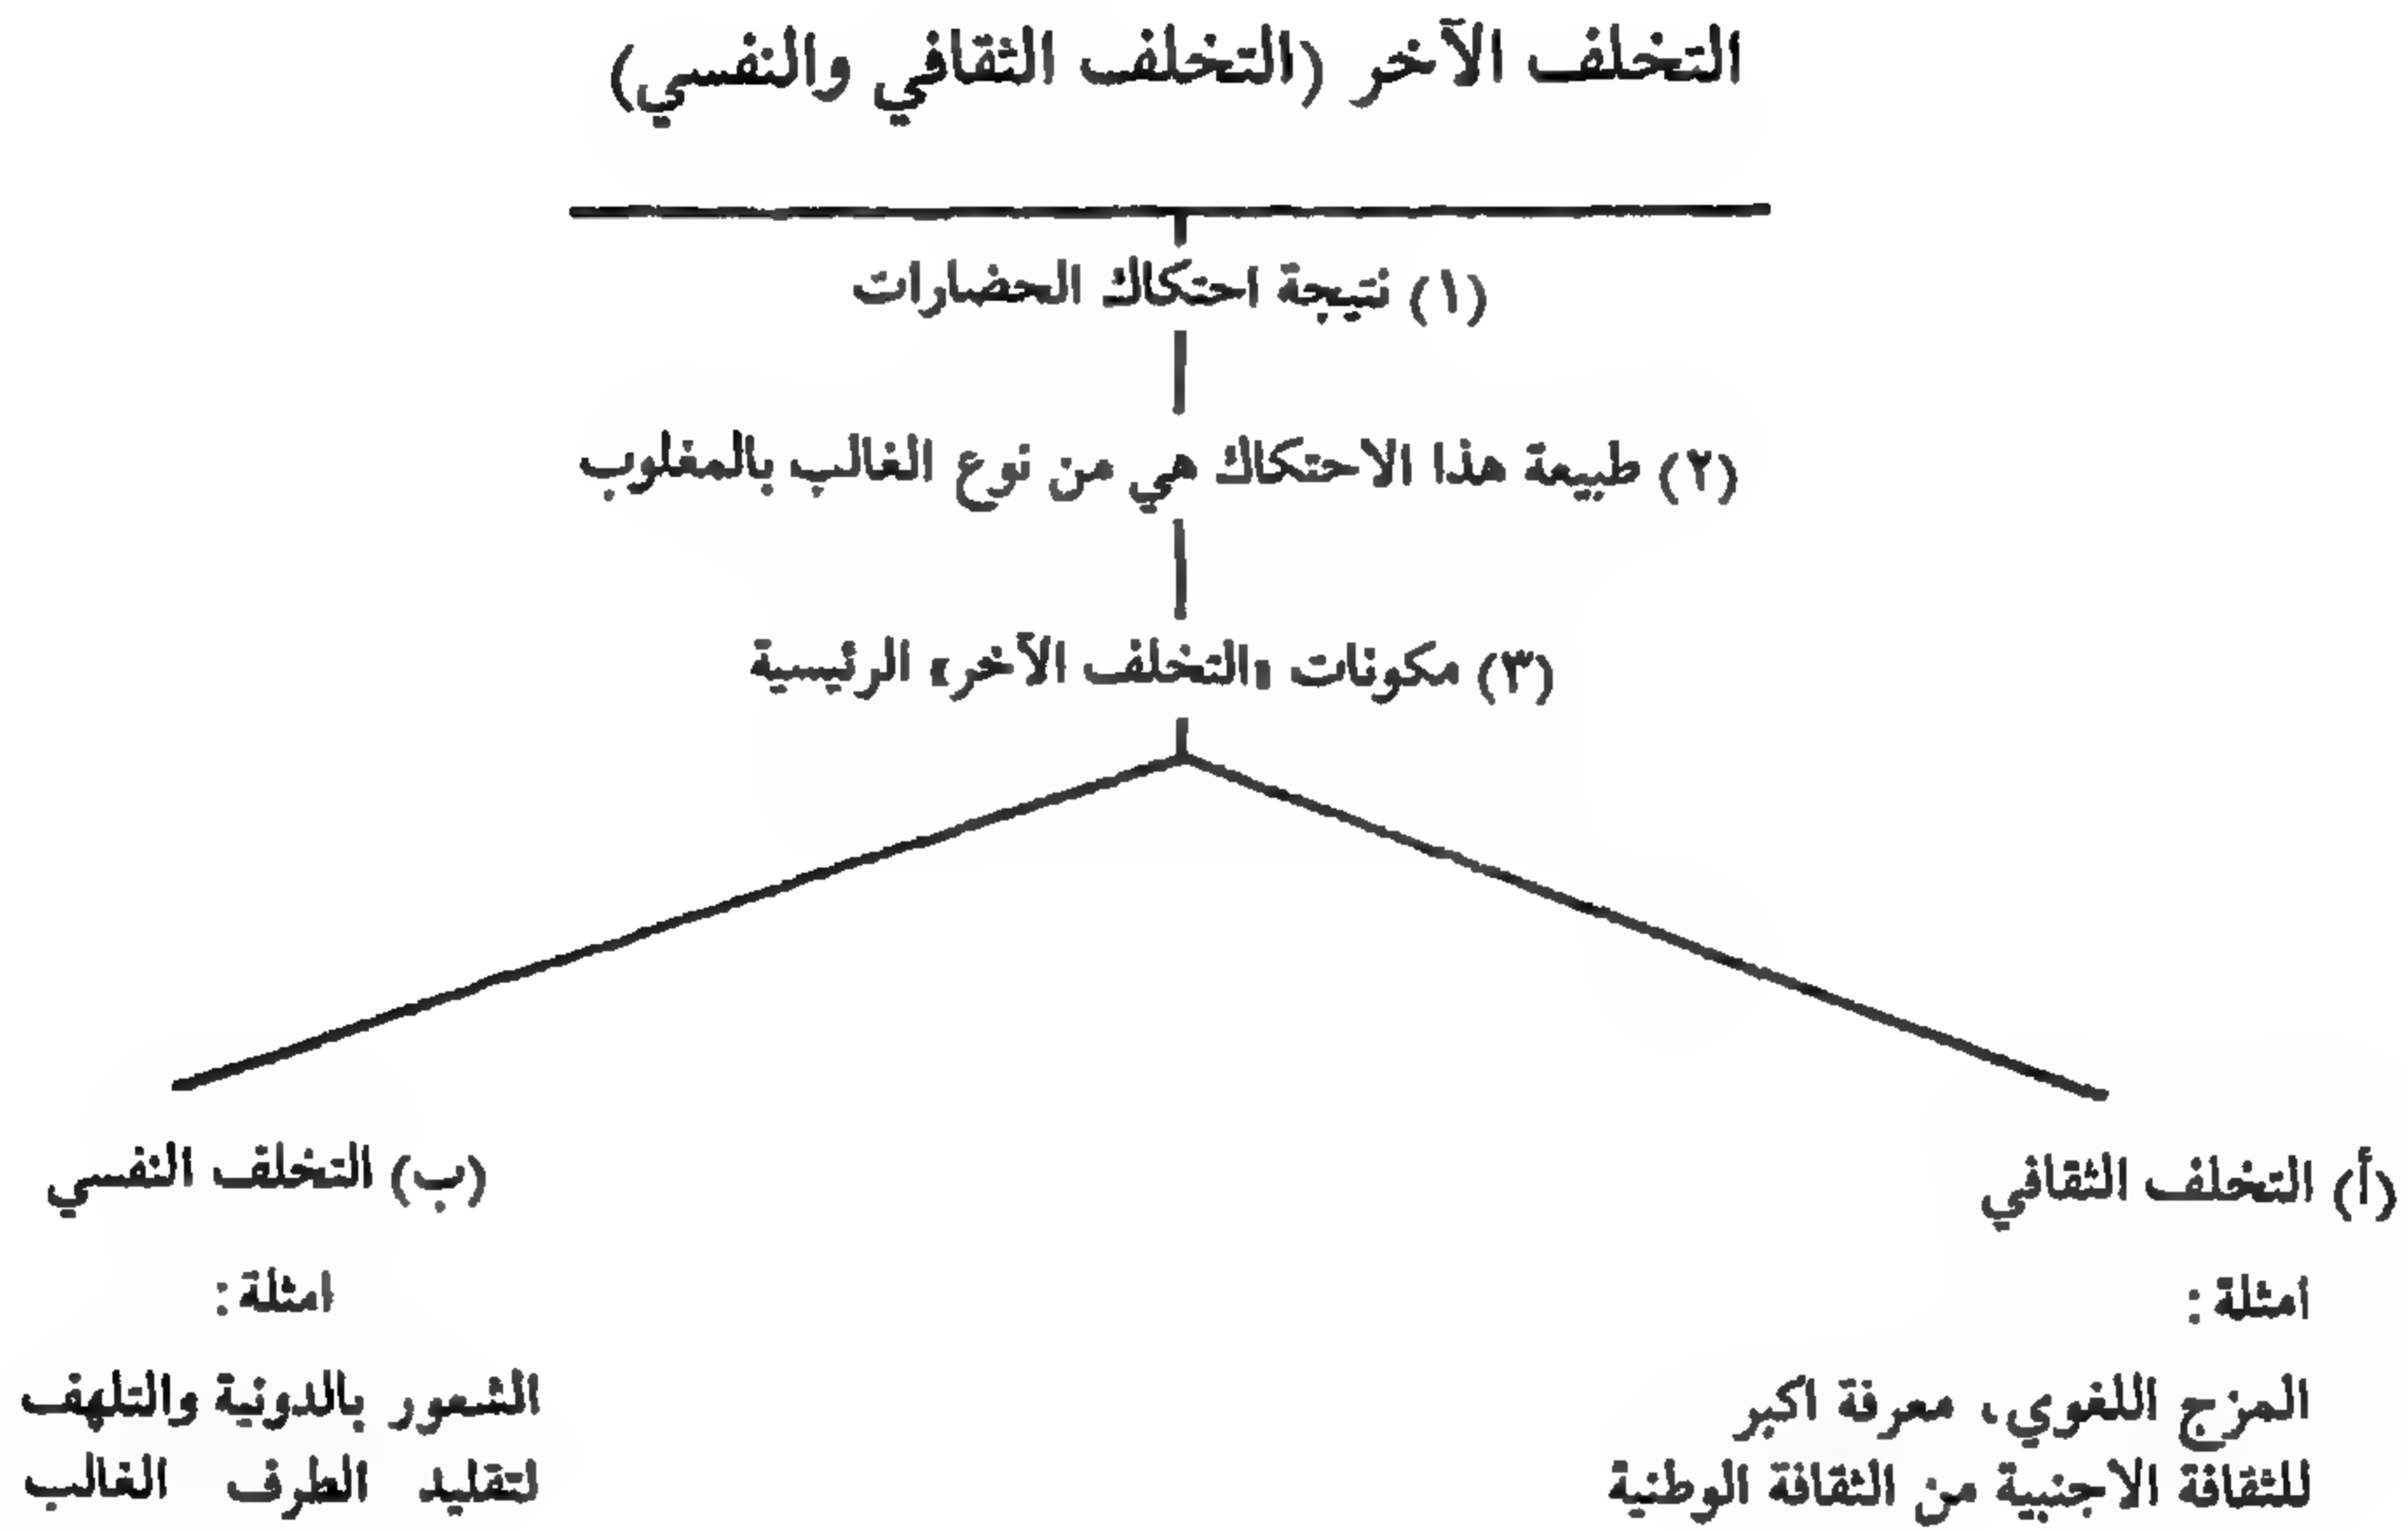 التخلف الآخر (التخلف الثقافي والنفسي)
(١) نتيجة احتكاك الحضارات
(٢) طبيعة هذا الاحتكاك هي من نوع الغالب بالمغلوب
(٣) مكونات «التخلف الآخر» الرئيسية
(أ) التخلف الثقافي
امثلة :
المزج اللغوي، معرفة اكبر
للثقافة الاجنبية من الثقافة الوطنية
(ب) التخلف النفسي
امثلة :
الشعور بالدونية والتلهف
لتقليد الطرف الغالب